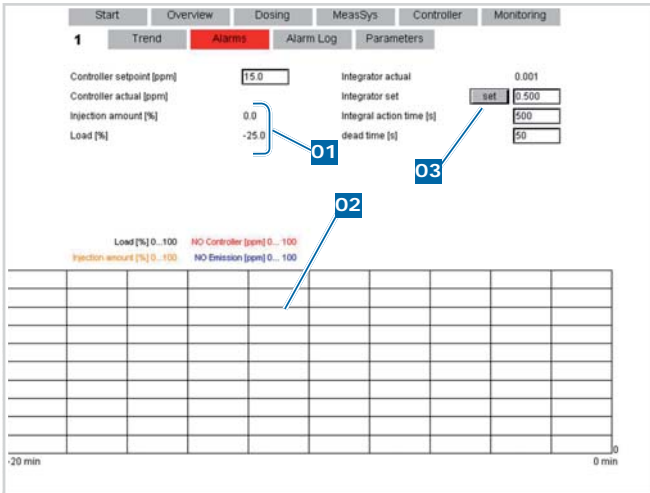 Start Overview Dosing MeasSys Controller Monitoring
1 Trend Alarms Alarm Log Parameters
Controller setpoint [ppm] 15.0 Integrator actual 0.001
Controller actual [ppm] Integrator set set 0.500
Injection amount [%] 0.0 Integral action time [s] 500
Load [%] -25.0 dead time [s] 50
01
03
02
Load [%] 0...100 NO Controller [ppm] 0... 100
Injection amount [%] 0...100 NO Emission [ppm] 0... 100
0
-20 min 0 min